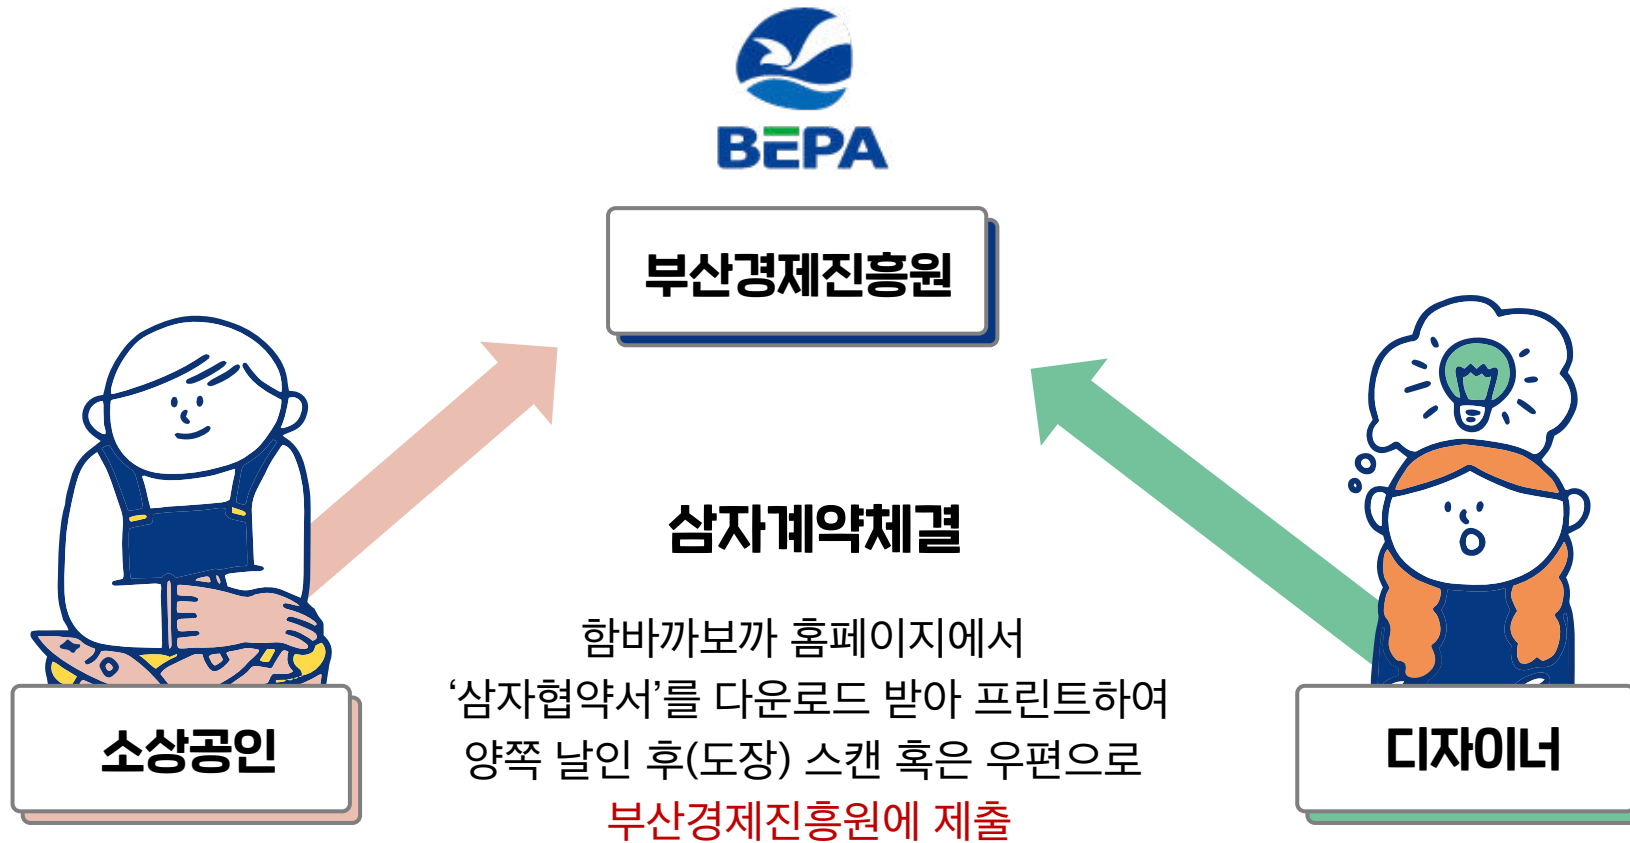 BEPA
부산경제진흥원
삼자계약체결
함바까보까 홈페이지에서
‘삼자협약서’를 다운로드 받아 프린트하여
양쪽 날인 후(도장) 스캔 혹은 우편으로
부산경제진흥원에 제출
소상공인
디자이너